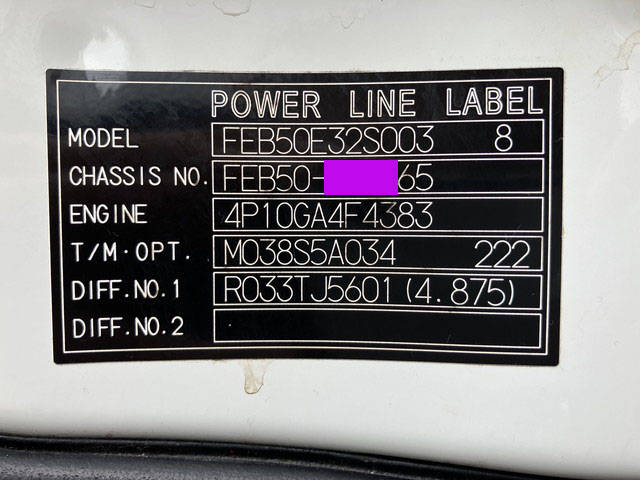 POWER LINE LABEL
MODEL FEB50E32S003 8
CHASSIS NO. FEB50- 65
ENGINE 4P10GA4F4383
T/M·OPT. M038S5A034 222
DIFF.NO.1 R033TJ5601(4.875)
DIFF.NO.2